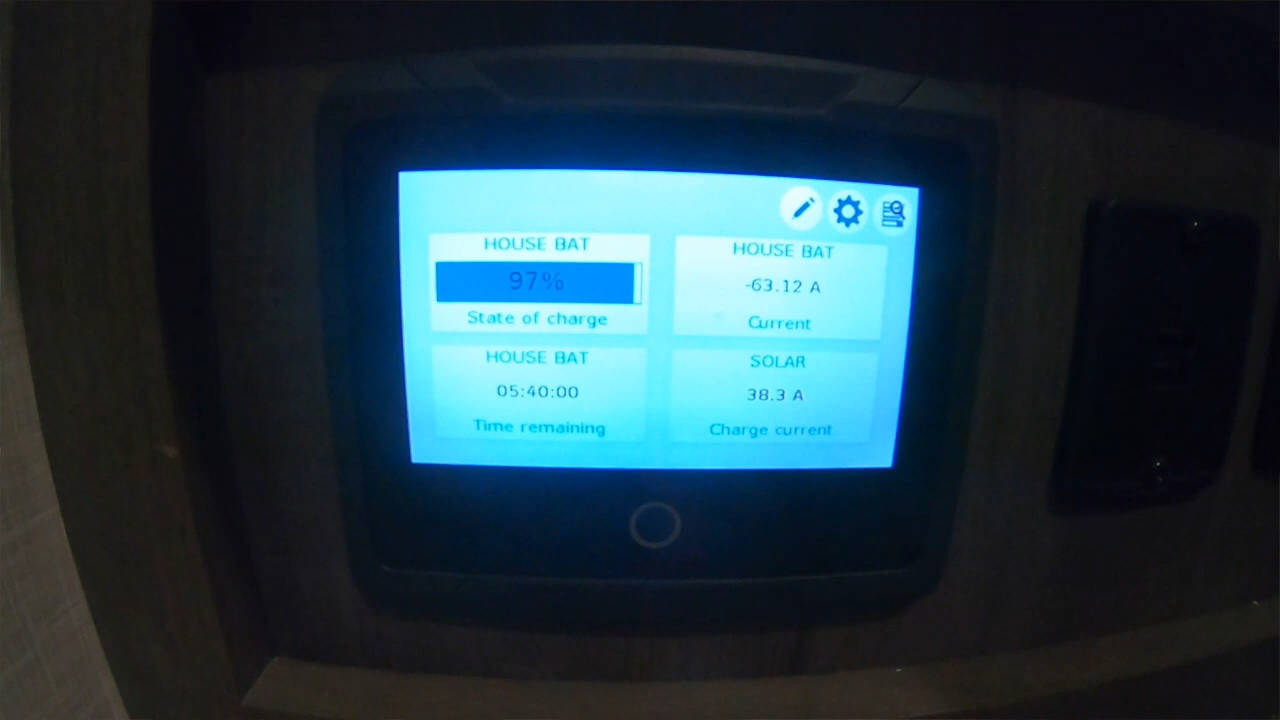 HOUSE BAT
97%
State of charge
HOUSE BAT
-63.12 A
Current
HOUSE BAT
05:40:00
Time remaining
SOLAR
38.3 A
Charge current